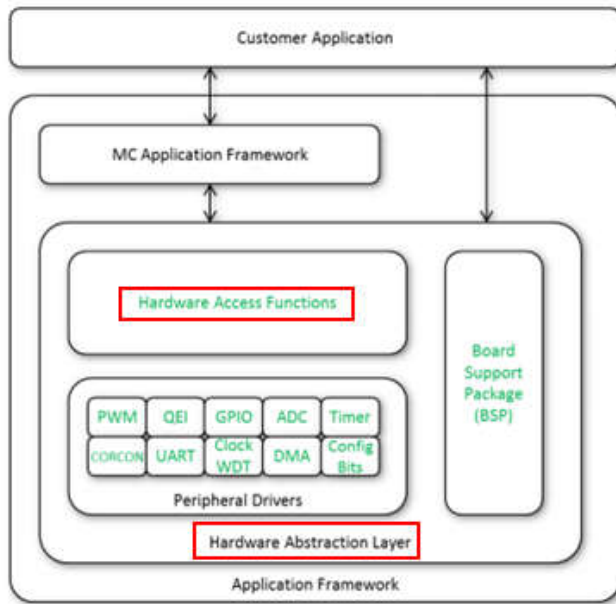 Customer Application
MC Application Framework
Hardware Access Functions
Board
Support
Package
(BSP)
PWM QEI GPIO ADC Timer
CORCON UART Clock WDT DMA Config Bits
Peripheral Drivers
Hardware Abstraction Layer
Application Framework